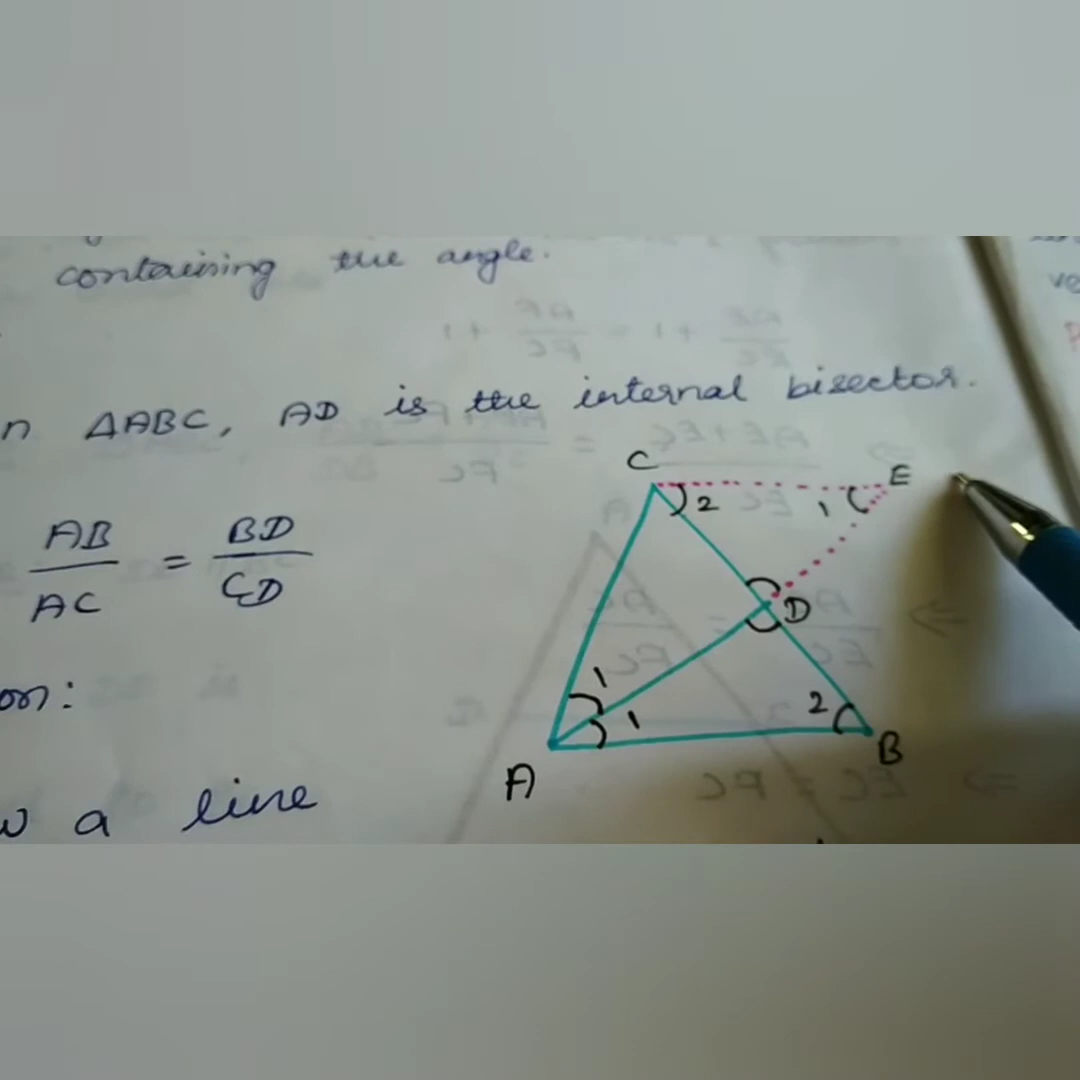 containing the angle.
n ΔABC, AD is the internal bisector.
AB/AC = BD/CD
on:
a line
C
E
2
1
D
1
1
2
A
B